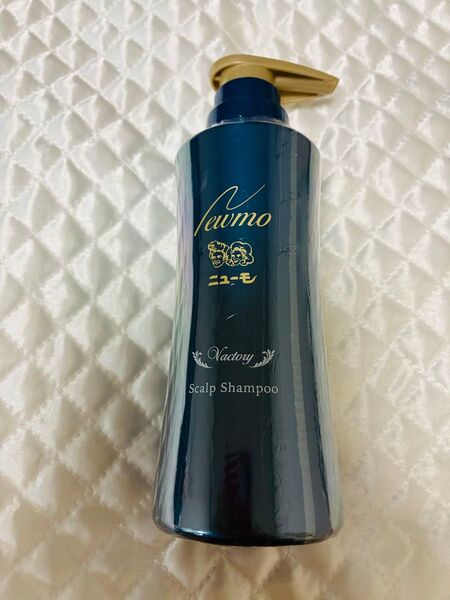 Newmo
ニューモ
Vactory
Scalp Shampoo